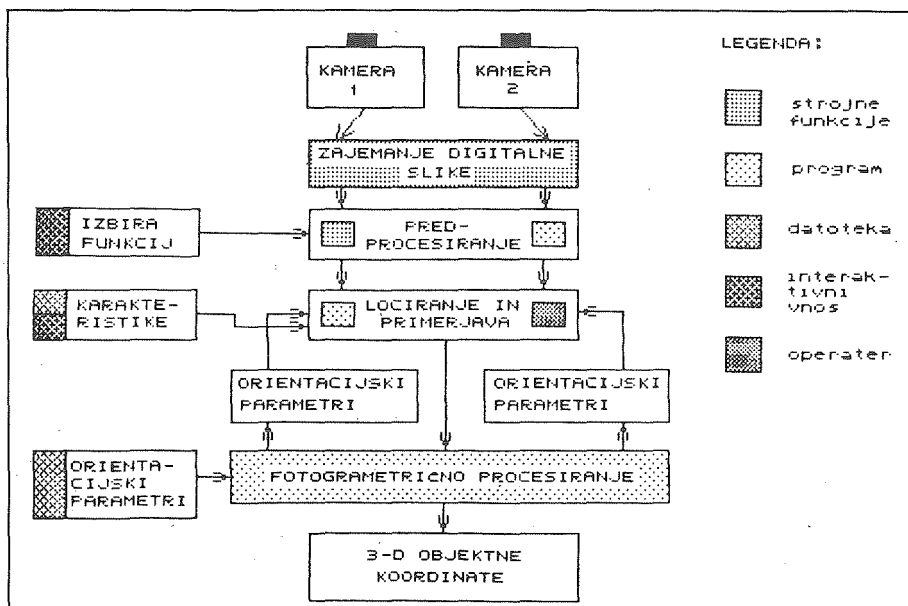 KAMERA
1
KAMERA
2
ZAJEMANJE DIGITALNE
SLIKE
IZBIRA
FUNKCIJ
PRED-
PROCESIRANJE
KARAKTE-
RISTIKE
LOCIRANJE IN
PRIMERJAVA
ORIENTACIJSKI
PARAMETRI
ORIENTACIJSKI
PARAMETRI
ORIENTA-
CIJSKI
PARAMETRI
FOTOGRAMETRIčNO PROCESIRANJE
3-D OBJEKTNE
KOORDINATE
LEGENDA:
strojne
funkcije
program
datoteka
interak-
tivni
vnos
operater